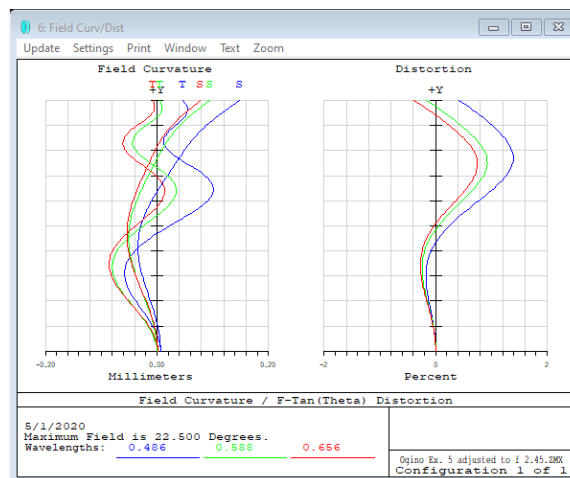 6: Field Curv/Dist
Update Settings Print Window Text Zoom
Field Curvature
Distortion
TT T S S S
+Y
+Y
-0.20 0.00 0.20
-2 0 2
Millimeters
Percent
Field Curvature / F-Tan(Theta) Distortion
5/1/2020
Maximum Field is 22.500 Degrees.
Wavelengths: 0.486 0.588 0.656
Ogino Ex. 5 adjusted to f 2.45.ZMX
Configuration 1 of 1